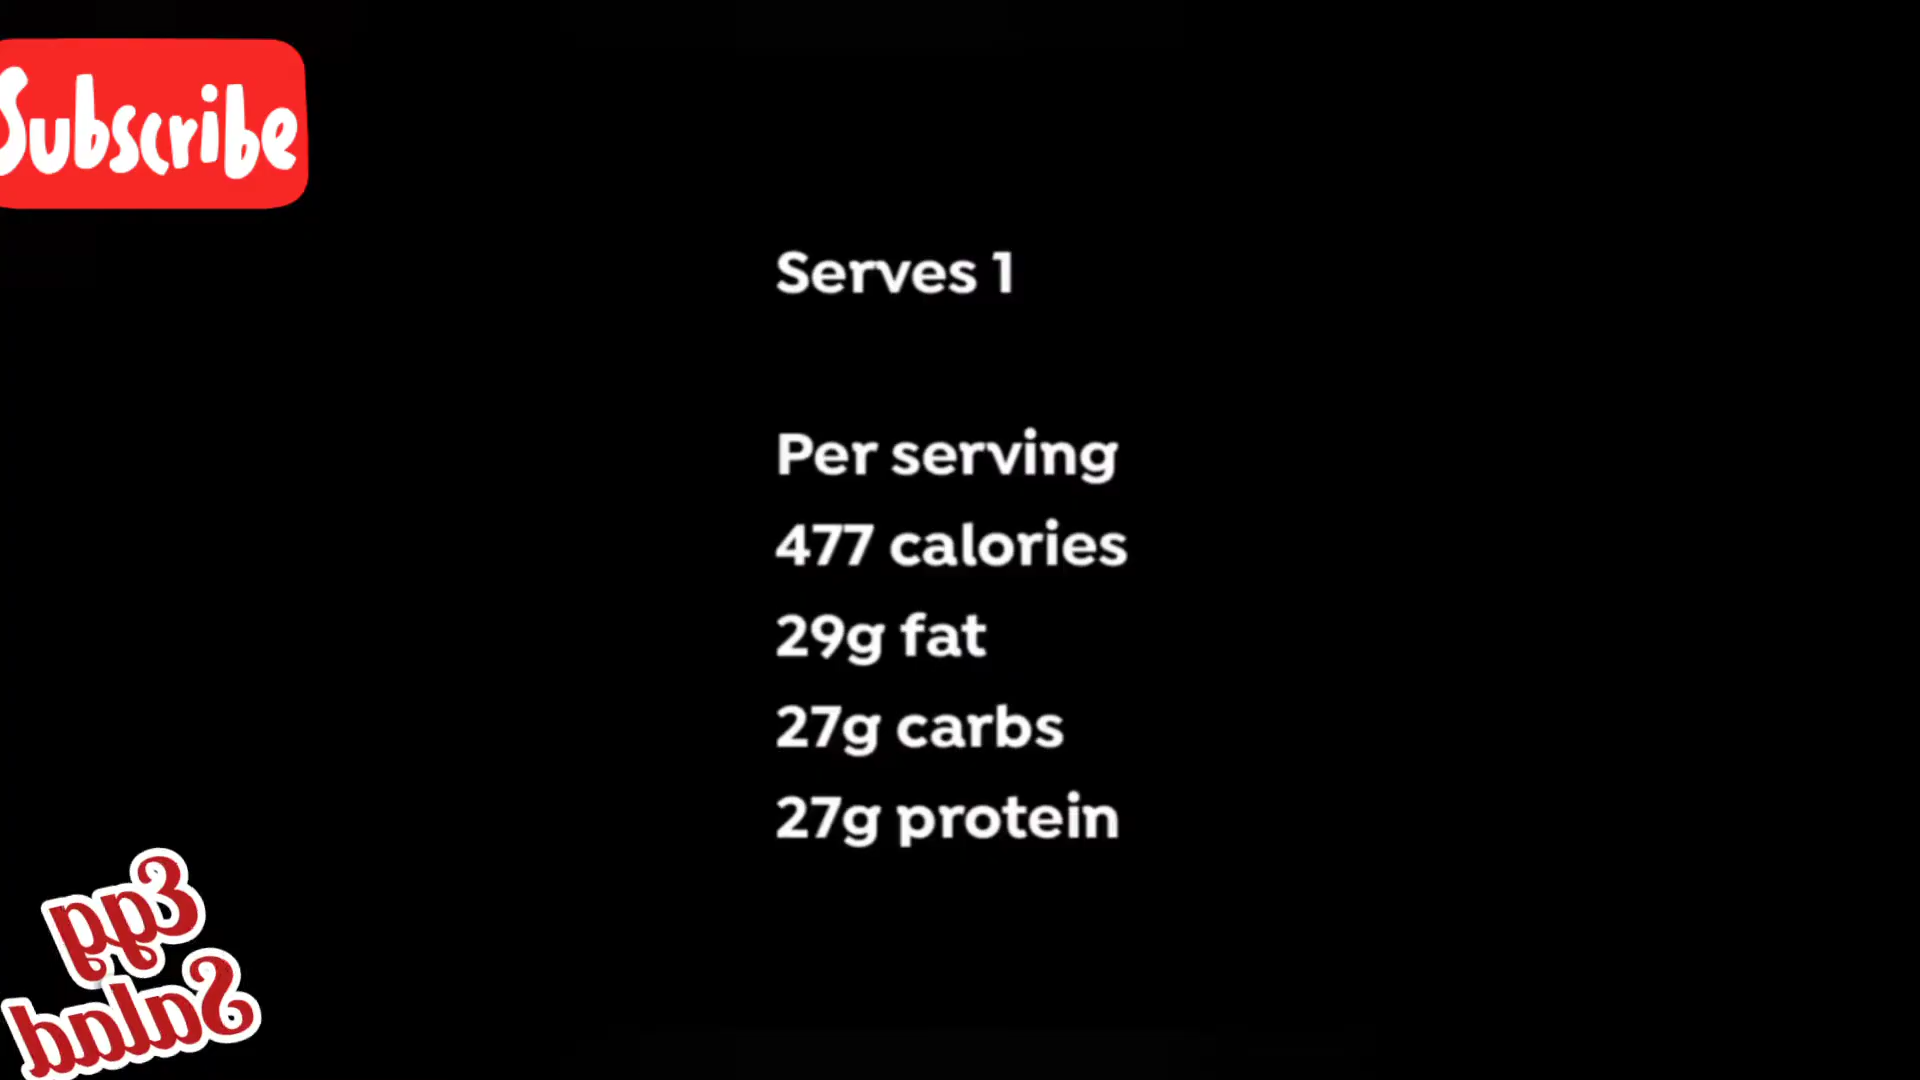 Subscribe
Serves 1
Per serving
477 calories
29g fat
27g carbs
27g protein
Egg
Salad